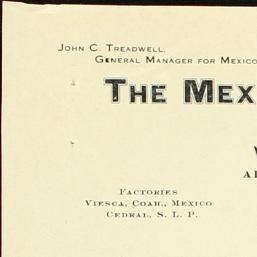 John C. Treadwell.
General Manager for Mexico
The Mex
Factories
Viesca, Coah., Mexico
Cedral, S. L. P.